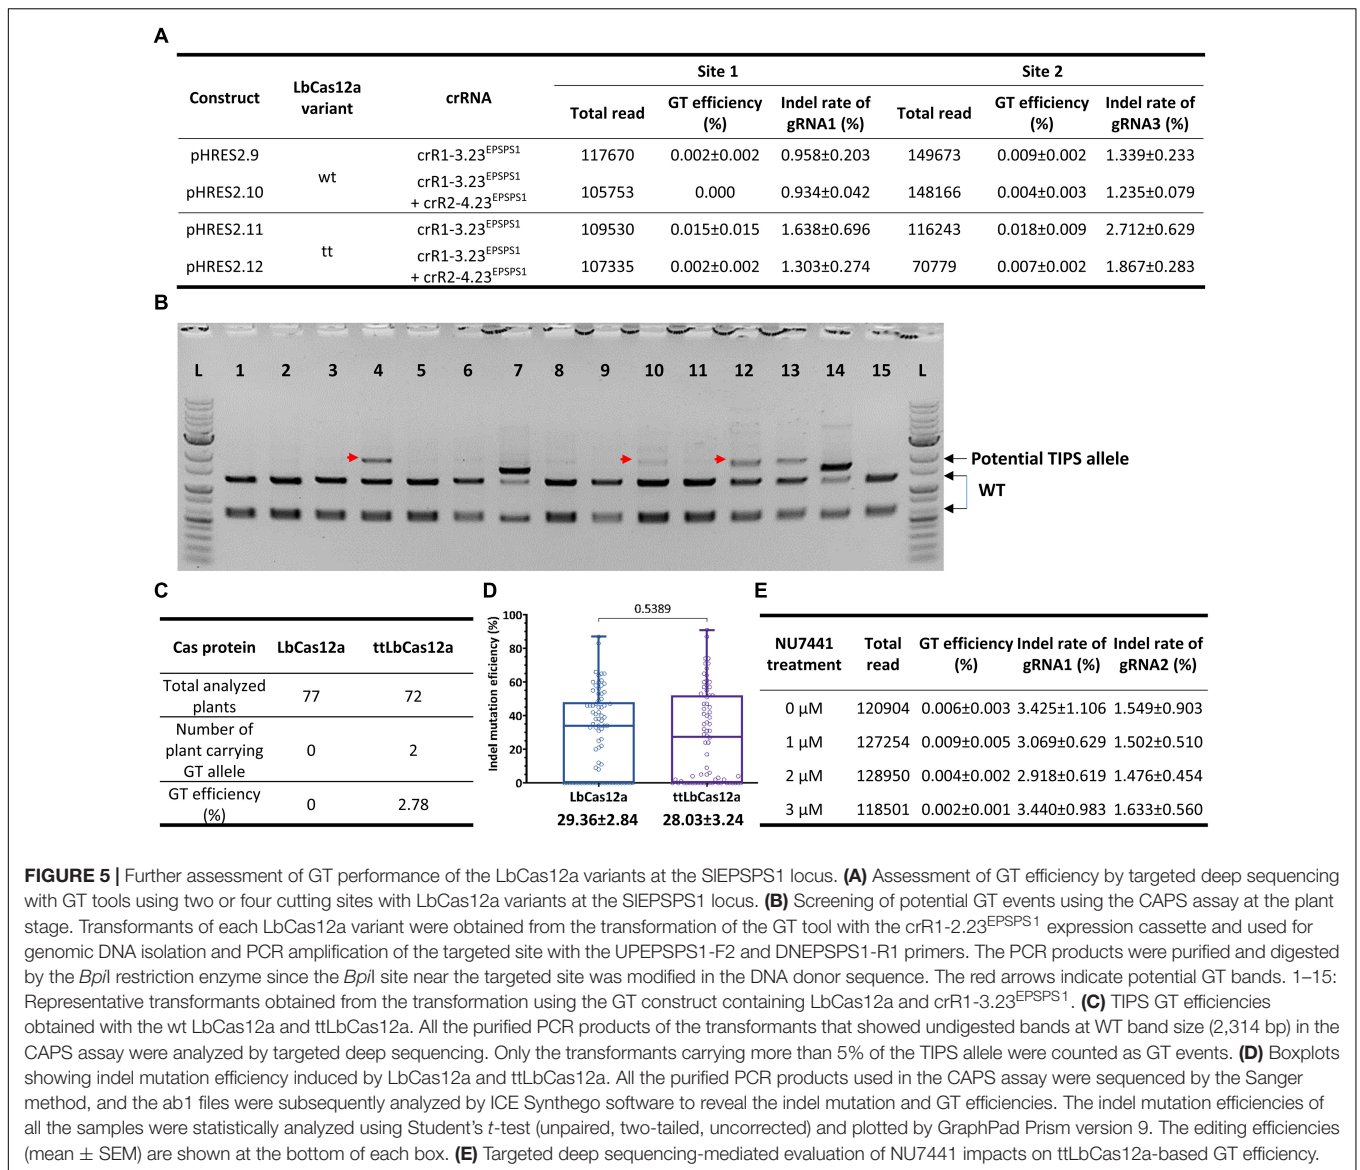 A
Construct LbCas12a variant crRNA Site 1 Site 2
Total read GT efficiency (%) Indel rate of gRNA1 (%) Total read GT efficiency (%) Indel rate of gRNA3 (%)
pHRES2.9 wt crR1-3.23EPSPS1 117670 0.002±0.002 0.958±0.203 149673 0.009±0.002 1.339±0.233
pHRES2.10 crR1-3.23EPSPS1 + crR2-4.23EPSPS1 105753 0.000 0.934±0.042 148166 0.004±0.003 1.235±0.079
pHRES2.11 tt crR1-3.23EPSPS1 109530 0.015±0.015 1.638±0.696 116243 0.018±0.009 2.712±0.629
pHRES2.12 crR1-3.23EPSPS1 + crR2-4.23EPSPS1 107335 0.002±0.002 1.303±0.274 70779 0.007±0.002 1.867±0.283
B
L 1 2 3 4 5 6 7 8 9 10 11 12 13 14 15 L
Potential TIPS allele
WT
C
Cas protein LbCas12a ttLbCas12a
Total analyzed plants 77 72
Number of plant carrying GT allele 0 2
GT efficiency (%) 0 2.78
D
0.5389
Indel mutation eficiency (%)
100
80
60
40
20
0
LbCas12a ttLbCas12a
29.36±2.84 28.03±3.24
E
NU7441 treatment Total read GT efficiency (%) Indel rate of gRNA1 (%) Indel rate of gRNA2 (%)
0 µM 120904 0.006±0.003 3.425±1.106 1.549±0.903
1 µM 127254 0.009±0.005 3.069±0.629 1.502±0.510
2 µM 128950 0.004±0.002 2.918±0.619 1.476±0.454
3 µM 118501 0.002±0.001 3.440±0.983 1.633±0.560
FIGURE 5 | Further assessment of GT performance of the LbCas12a variants at the SlEPSPS1 locus. (A) Assessment of GT efficiency by targeted deep sequencing
with GT tools using two or four cutting sites with LbCas12a variants at the SlEPSPS1 locus. (B) Screening of potential GT events using the CAPS assay at the plant
stage. Transformants of each LbCas12a variant were obtained from the transformation of the GT tool with the crR1-2.23EPSPS1 expression cassette and used for
genomic DNA isolation and PCR amplification of the targeted site with the UPEPSPS1-F2 and DNEPSPS1-R1 primers. The PCR products were purified and digested
by the BpiI restriction enzyme since the BpiI site near the targeted site was modified in the DNA donor sequence. The red arrows indicate potential GT bands. 1–15:
Representative transformants obtained from the transformation using the GT construct containing LbCas12a and crR1-3.23EPSPS1. (C) TIPS GT efficiencies
obtained with the wt LbCas12a and ttLbCas12a. All the purified PCR products of the transformants that showed undigested bands at WT band size (2,314 bp) in the
CAPS assay were analyzed by targeted deep sequencing. Only the transformants carrying more than 5% of the TIPS allele were counted as GT events. (D) Boxplots
showing indel mutation efficiency induced by LbCas12a and ttLbCas12a. All the purified PCR products used in the CAPS assay were sequenced by the Sanger
method, and the ab1 files were subsequently analyzed by ICE Synthego software to reveal the indel mutation and GT efficiencies. The indel mutation efficiencies of
all the samples were statistically analyzed using Student's t-test (unpaired, two-tailed, uncorrected) and plotted by GraphPad Prism version 9. The editing efficiencies
(mean ± SEM) are shown at the bottom of each box. (E) Targeted deep sequencing-mediated evaluation of NU7441 impacts on ttLbCas12a-based GT efficiency.